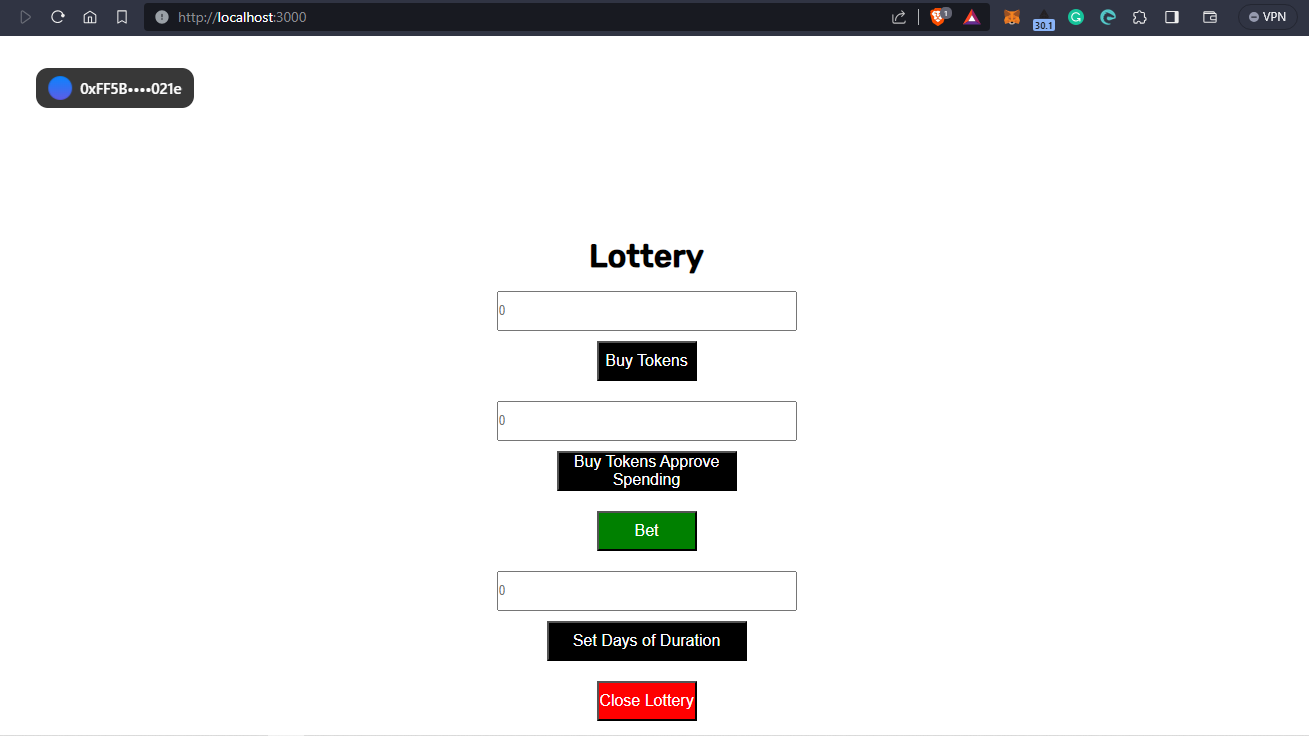 http://localhost:3000
1
30.1
VPN
0xFF5B••••021e
Lottery
0
Buy Tokens
0
Buy Tokens Approve
Spending
Bet
0
Set Days of Duration
Close Lottery